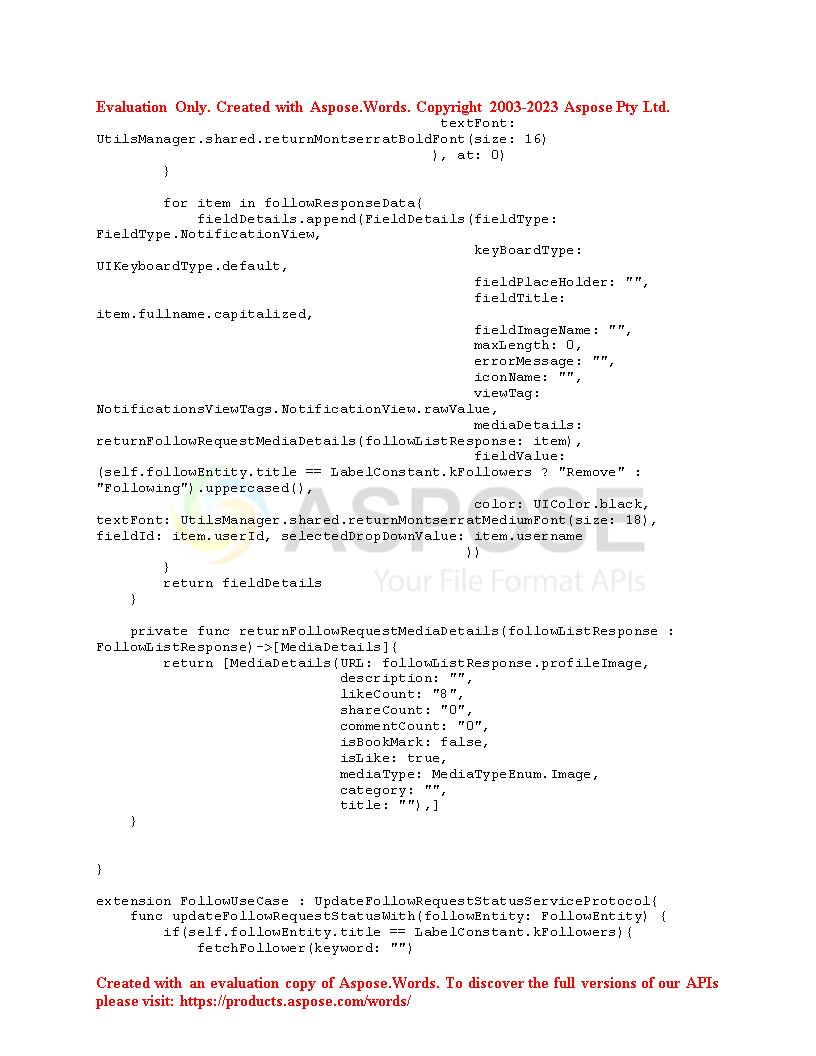 Evaluation Only. Created with Aspose.Words. Copyright 2003-2023 Aspose Pty Ltd.
textFont:
UtilsManager.shared.returnMontserratBoldFont(size: 16)
), at: 0)
}
for item in followResponseData{
fieldDetails.append(FieldDetails(fieldType:
FieldType.NotificationView,
keyBoardType:
UIKeyboardType.default,
fieldPlaceHolder: "",
fieldTitle:
item.fullname.capitalized,
fieldImageName: "",
maxLength: 0,
errorMessage: "",
iconName: "",
viewTag:
NotificationsViewTags.NotificationView.rawValue,
mediaDetails:
returnFollowRequestMediaDetails(followListResponse: item),
fieldValue:
(self.followEntity.title == LabelConstant.kFollowers ? "Remove" :
"Following").uppercased(),
color: UIColor.black,
textFont: UtilsManager.shared.returnMontserratMediumFont(size: 18),
fieldId: item.userId, selectedDropDownValue: item.username
))
ASPOSE
Your File Format APIs
}
return fieldDetails
}
private func returnFollowRequestMediaDetails(followListResponse :
FollowListResponse)->[MediaDetails]{
return [MediaDetails(URL: followListResponse.profileImage,
description: "",
likeCount: "8",
shareCount: "0",
commentCount: "0",
isBookMark: false,
isLike: true,
mediaType: MediaTypeEnum.Image,
category: "",
title: ""),]
}
}
extension FollowUseCase : UpdateFollowRequestStatusServiceProtocol{
func updateFollowRequestStatusWith(followEntity: FollowEntity) {
if(self.followEntity.title == LabelConstant.kFollowers){
fetchFollower(keyword: "")
Created with an evaluation copy of Aspose.Words. To discover the full versions of our APIs
please visit: https://products.aspose.com/words/